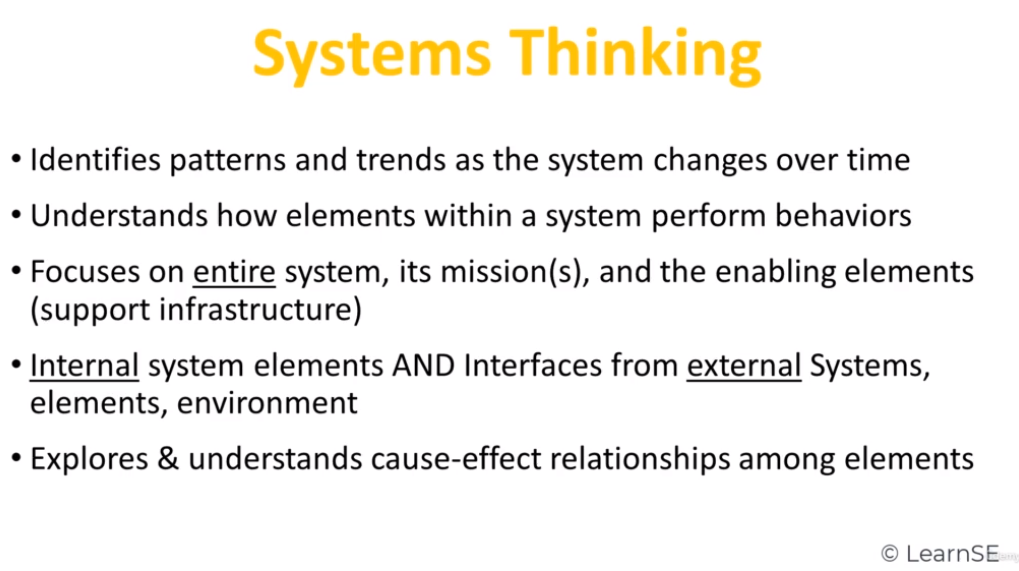 Systems Thinking
• Identifies patterns and trends as the system changes over time
• Understands how elements within a system perform behaviors
• Focuses on entire system, its mission(s), and the enabling elements
(support infrastructure)
• Internal system elements AND Interfaces from external Systems,
elements, environment
• Explores & understands cause-effect relationships among elements
© LearnSE